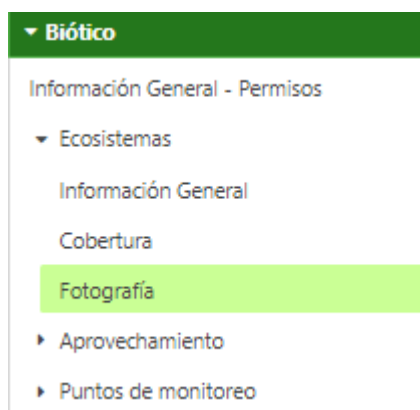 Biótico
Información General - Permisos
Ecosistemas
Información General
Cobertura
Fotografía
Aprovechamiento
Puntos de monitoreo